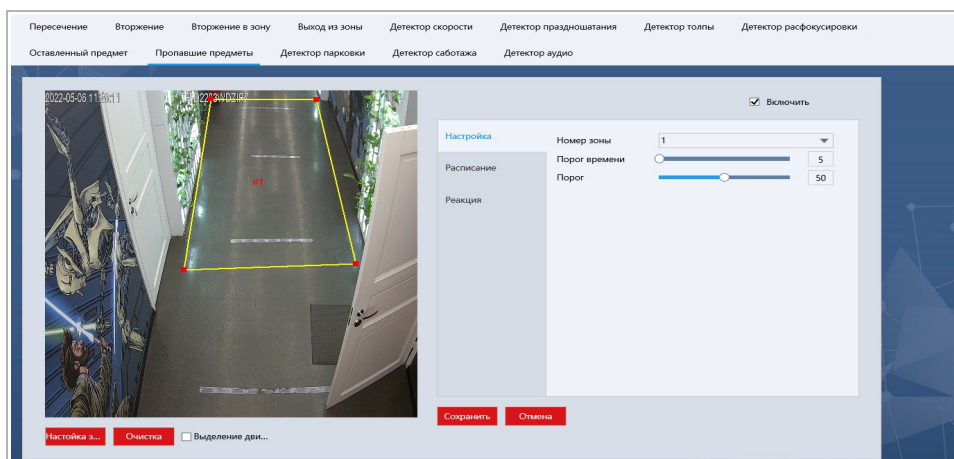 Пересечение Вторжение Вторжение в зону Выход из зоны Детектор скорости Детектор праздношатания Детектор толпы Детектор расфокусировки
Оставленный предмет Пропавшие предметы Детектор парковки Детектор саботажа Детектор аудио
2022-05-06
#1
Включить
Настройка
Расписание
Реакция
Номер зоны 1
Порог времени 5
Порог 50
Сохранить Отмена
Настойка з... Очистка Выделение дви...